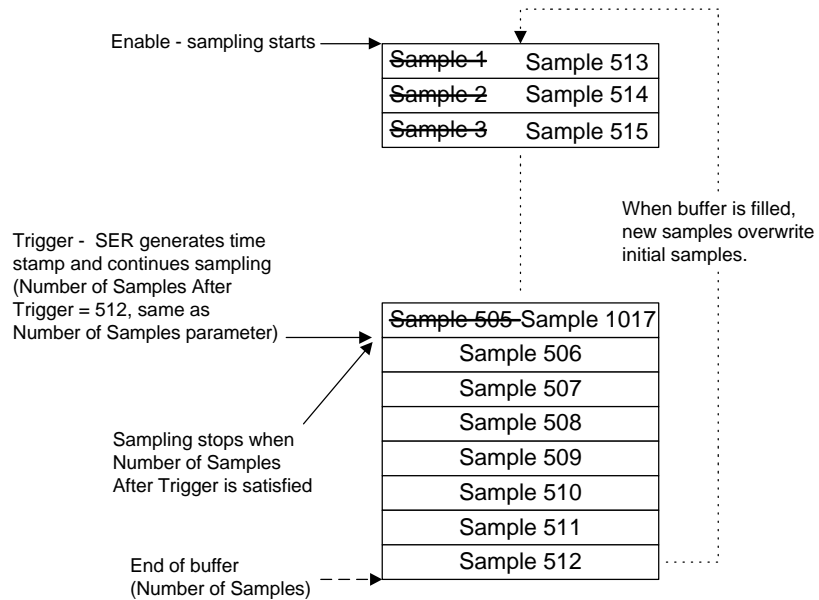 Enable - sampling starts
Sample 1 Sample 513
Sample 2 Sample 514
Sample 3 Sample 515
When buffer is filled,
new samples overwrite
initial samples.
Trigger - SER generates time
stamp and continues sampling
(Number of Samples After
Trigger = 512, same as
Number of Samples parameter)
Sample 505 Sample 1017
Sample 506
Sample 507
Sample 508
Sample 509
Sample 510
Sample 511
Sample 512
Sampling stops when
Number of Samples
After Trigger is satisfied
End of buffer
(Number of Samples)